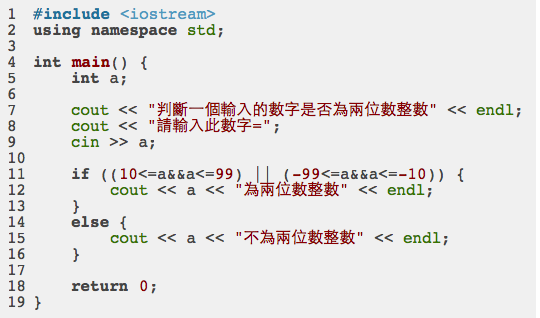 1 #include <iostream>
2 using namespace std;
3
4 int main() {
5     int a;
6
7     cout << "判斷一個輸入的數字是否為兩位數整數" << endl;
8     cout << "請輸入此數字=";
9     cin >> a;
10
11     if ((10<=a&&a<=99) || (-99<=a&&a<=-10)) {
12         cout << a << "為兩位數整數" << endl;
13     }
14     else {
15         cout << a << "不為兩位數整數" << endl;
16     }
17
18     return 0;
19 }